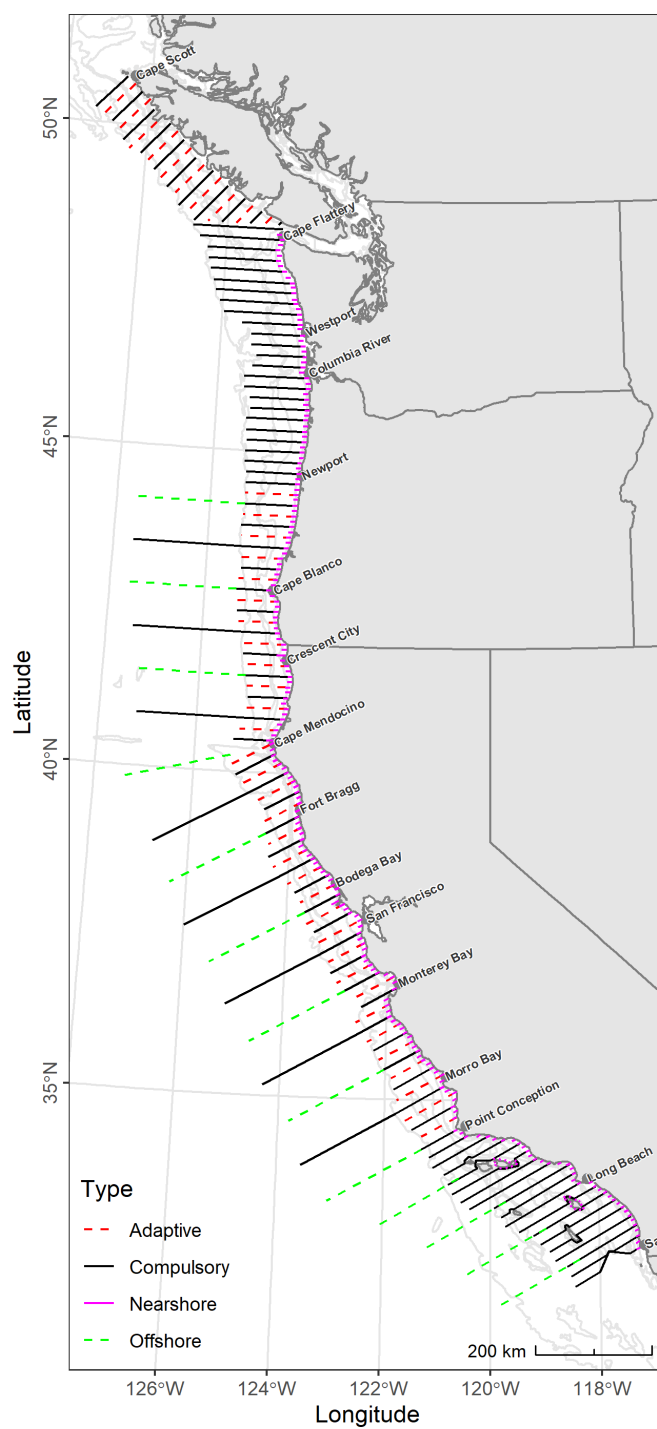 Cape Scott
50°N
Cape Flattery
Westport
Columbia River
45°N
Newport
Cape Blanco
Crescent City
Latitude
Cape Mendocino
40°N
Fort Bragg
Bodega Bay
San Francisco
Monterey Bay
35°N
Morro Bay
Point Conception
Long Beach
Sa
Type
Adaptive
Compulsory
Nearshore
Offshore
200 km
126°W 124°W 122°W 120°W 118°W
Longitude